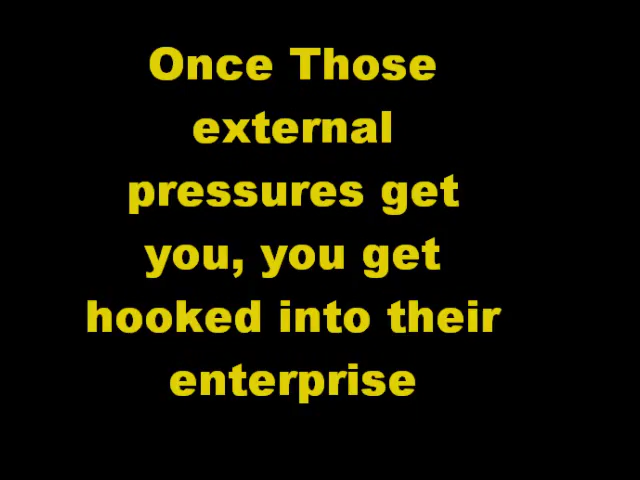 Once Those
external
pressures get
you, you get
hooked into their
enterprise